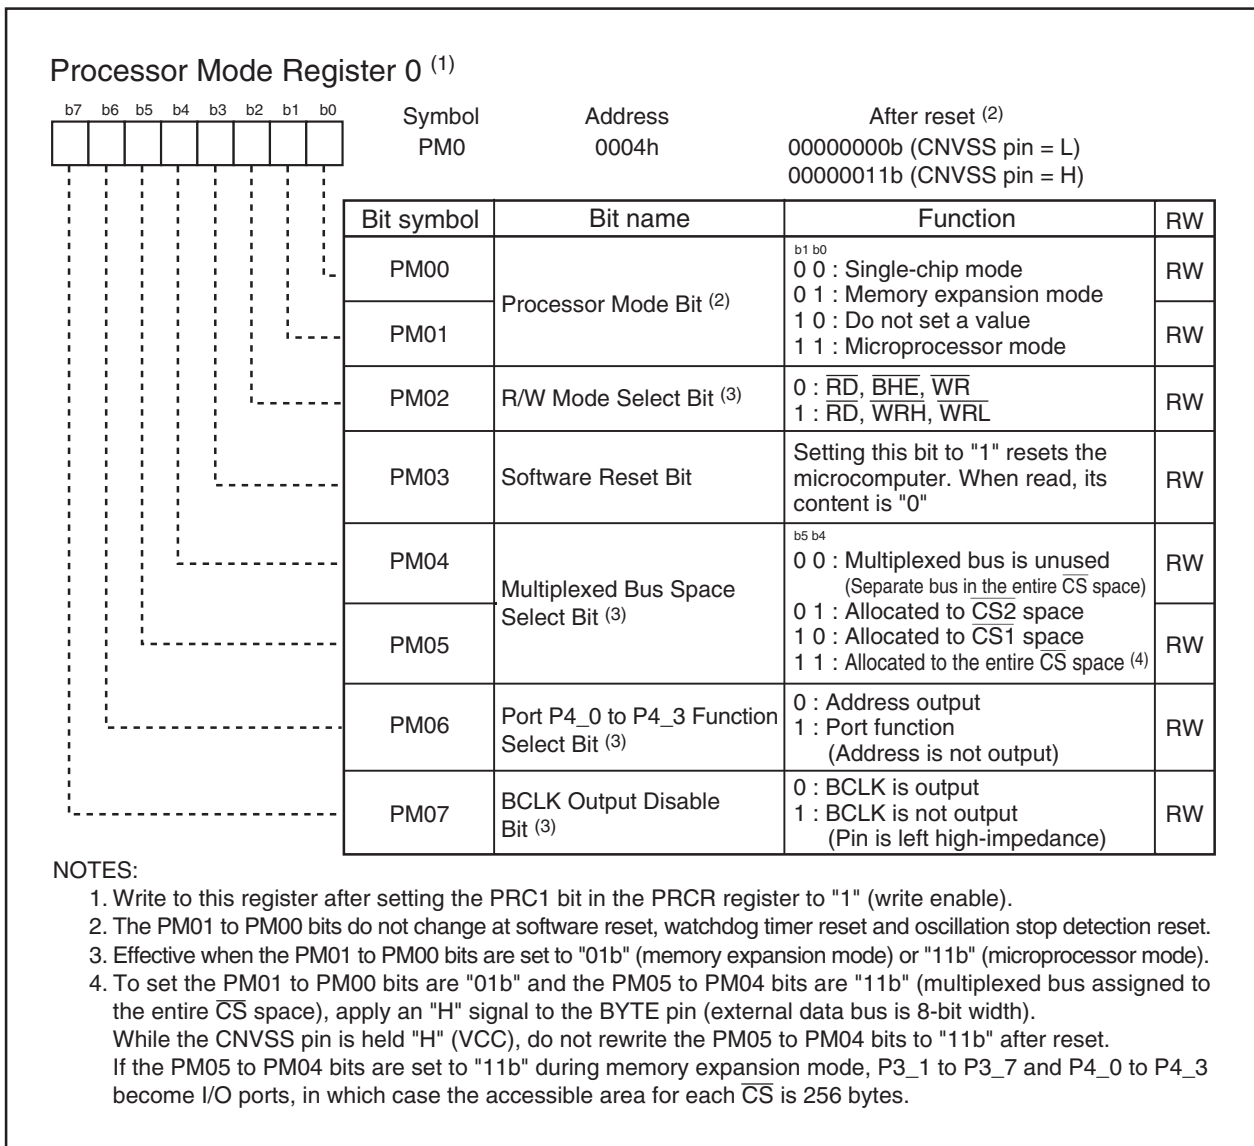 Processor Mode Register 0 (1)
b7 b6 b5 b4 b3 b2 b1 b0
Symbol Address After reset (2)
PM0 0004h 00000000b (CNVSS pin = L)
00000011b (CNVSS pin = H)
Bit symbol Bit name Function RW
PM00 Processor Mode Bit (2) b1 b0
0 0 : Single-chip mode RW
0 1 : Memory expansion mode
PM01 1 0 : Do not set a value RW
1 1 : Microprocessor mode
PM02 R/W Mode Select Bit (3) 0 : R̅D̅, B̅H̅E̅, W̅R̅ RW
1 : R̅D̅, W̅R̅H̅, W̅R̅L̅
PM03 Software Reset Bit Setting this bit to "1" resets the RW
microcomputer. When read, its
content is "0"
b5 b4
PM04 Multiplexed Bus Space 0 0 : Multiplexed bus is unused RW
Select Bit (3) (Separate bus in the entire C̅S̅ space)
0 1 : Allocated to C̅S̅2̅ space
PM05 1 0 : Allocated to C̅S̅1̅ space RW
1 1 : Allocated to the entire C̅S̅ space (4)
PM06 Port P4_0 to P4_3 Function 0 : Address output RW
Select Bit (3) 1 : Port function
(Address is not output)
PM07 BCLK Output Disable 0 : BCLK is output RW
Bit (3) 1 : BCLK is not output
(Pin is left high-impedance)
NOTES:
1. Write to this register after setting the PRC1 bit in the PRCR register to "1" (write enable).
2. The PM01 to PM00 bits do not change at software reset, watchdog timer reset and oscillation stop detection reset.
3. Effective when the PM01 to PM00 bits are set to "01b" (memory expansion mode) or "11b" (microprocessor mode).
4. To set the PM01 to PM00 bits are "01b" and the PM05 to PM04 bits are "11b" (multiplexed bus assigned to
the entire C̅S̅ space), apply an "H" signal to the BYTE pin (external data bus is 8-bit width).
While the CNVSS pin is held "H" (VCC), do not rewrite the PM05 to PM04 bits to "11b" after reset.
If the PM05 to PM04 bits are set to "11b" during memory expansion mode, P3_1 to P3_7 and P4_0 to P4_3
become I/O ports, in which case the accessible area for each C̅S̅ is 256 bytes.